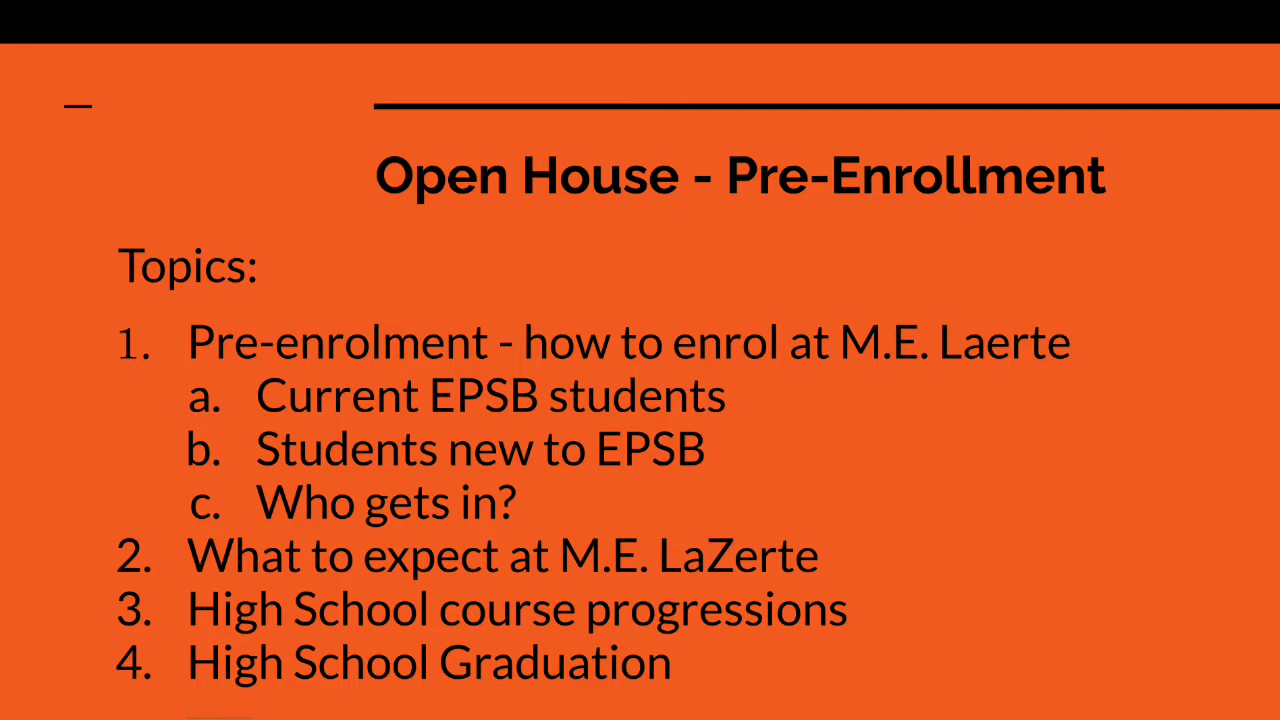 Open House - Pre-Enrollment
Topics:
1. Pre-enrolment - how to enrol at M.E. Laerte
a. Current EPSB students
b. Students new to EPSB
c. Who gets in?
2. What to expect at M.E. LaZerte
3. High School course progressions
4. High School Graduation